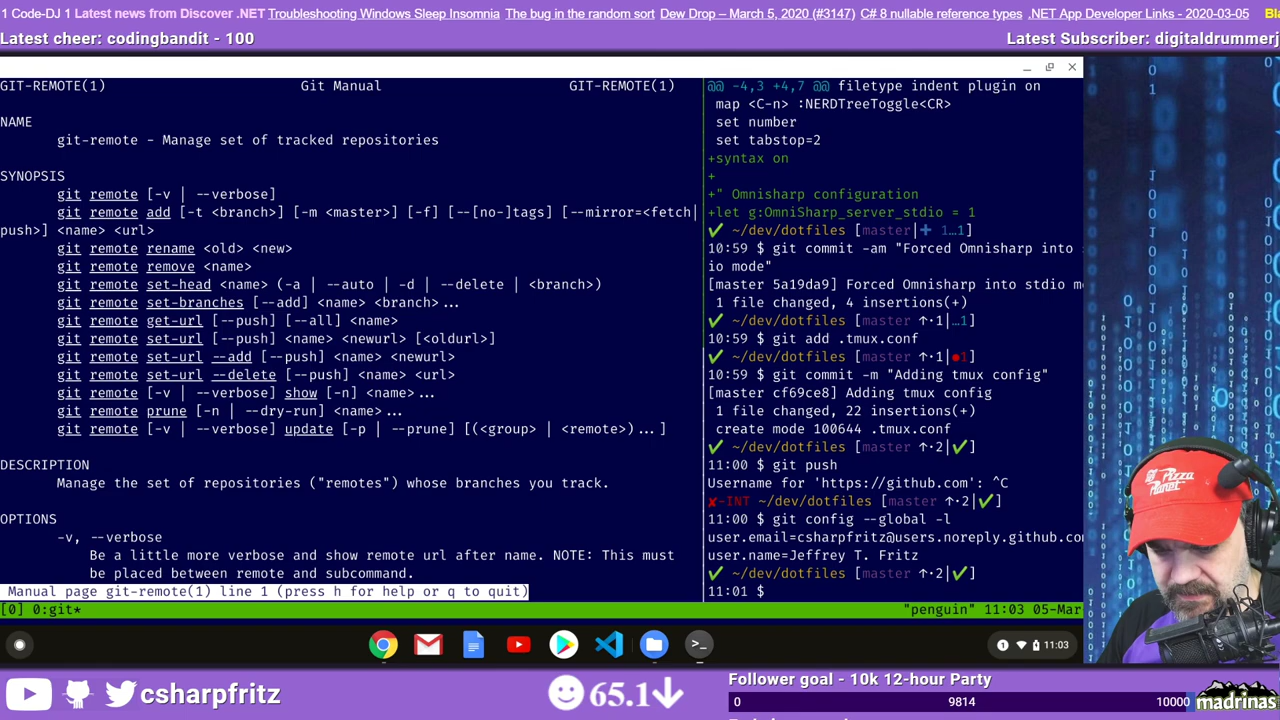 1 Code-DJ 1 Latest news from Discover .NET Troubleshooting Windows Sleep Insomnia The bug in the random sort Dew Drop – March 5, 2020 (#3147) C# 8 nullable reference types .NET App Developer Links - 2020-03-05
Latest cheer: codingbandit - 100
Latest Subscriber: digitaldrummerj
GIT-REMOTE(1) Git Manual GIT-REMOTE(1)
NAME
git-remote - Manage set of tracked repositories
SYNOPSIS
git remote [-v | --verbose]
git remote add [-t <branch>] [-m <master>] [-f] [--[no-]tags] [--mirror=<fetch|
push>] <name> <url>
git remote rename <old> <new>
git remote remove <name>
git remote set-head <name> (-a | --auto | -d | --delete | <branch>)
git remote set-branches [--add] <name> <branch>...
git remote get-url [--push] [--all] <name>
git remote set-url [--push] <name> <newurl> [<oldurl>]
git remote set-url --add [--push] <name> <newurl>
git remote set-url --delete [--push] <name> <url>
git remote [-v | --verbose] show [-n] <name>...
git remote prune [-n | --dry-run] <name>...
git remote [-v | --verbose] update [-p | --prune] [(<group> | <remote>)...]
DESCRIPTION
Manage the set of repositories ("remotes") whose branches you track.
OPTIONS
-v, --verbose
Be a little more verbose and show remote url after name. NOTE: This must
be placed between remote and subcommand.
Manual page git-remote(1) line 1 (press h for help or q to quit)
@@ -4,3 +4,7 @@ filetype indent plugin on
map <C-n> :NERDTreeToggle<CR>
set number
set tabstop=2
+syntax on
+
+" Omnisharp configuration
+let g:OmniSharp_server_stdio = 1
✔ ~/dev/dotfiles [master|✚ 1…1]
10:59 $ git commit -am "Forced Omnisharp into
io mode"
[master 5a19da9] Forced Omnisharp into stdio
1 file changed, 4 insertions(+)
✔ ~/dev/dotfiles [master ↑·1|…1]
10:59 $ git add .tmux.conf
✔ ~/dev/dotfiles [master ↑·1|●1]
10:59 $ git commit -m "Adding tmux config"
[master cf69ce8] Adding tmux config
1 file changed, 22 insertions(+)
create mode 100644 .tmux.conf
✔ ~/dev/dotfiles [master ↑·2|✔]
11:00 $ git push
Username for 'https://github.com': ^C
✘-INT ~/dev/dotfiles [master ↑·2|✔]
11:00 $ git config --global -l
user.email=csharpfritz@users.noreply.github.co
user.name=Jeffrey T. Fritz
✔ ~/dev/dotfiles [master ↑·2|✔]
11:01 $
[0] 0:git* "penguin" 11:03 05-Mar
1 11:03
Pizza Planet
csharpfritz
65.1
Follower goal - 10k 12-hour Party
0 9814 10000
madrinas